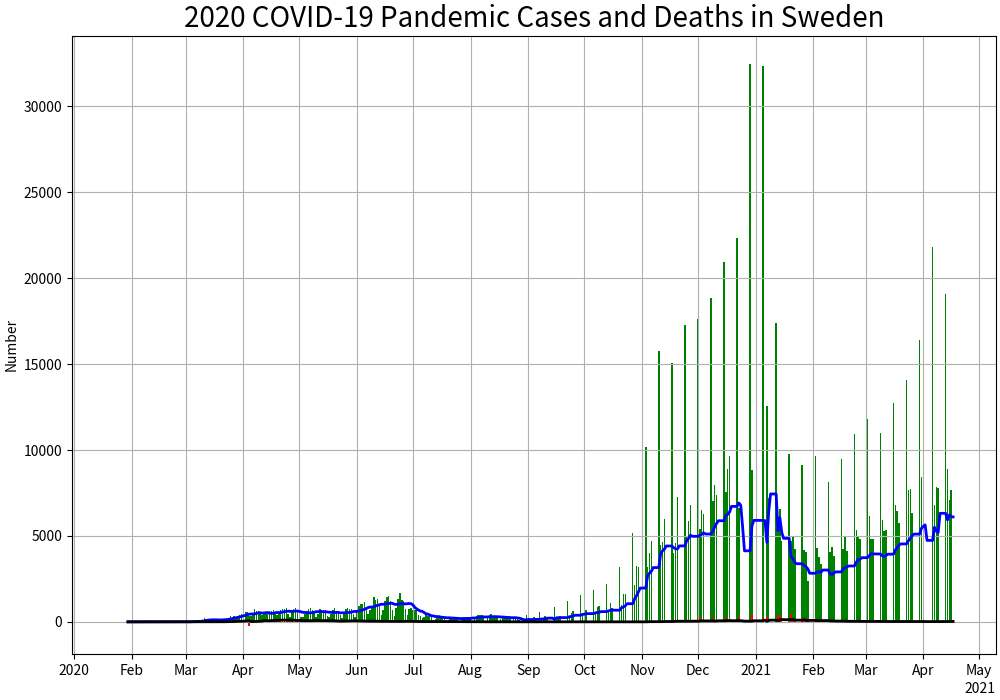 2020 COVID-19 Pandemic Cases and Deaths in Sweden
Number
30000
25000
20000
15000
10000
5000
0
2020 Feb Mar Apr May Jun Jul Aug Sep Oct Nov Dec 2021 Feb Mar Apr May
2021